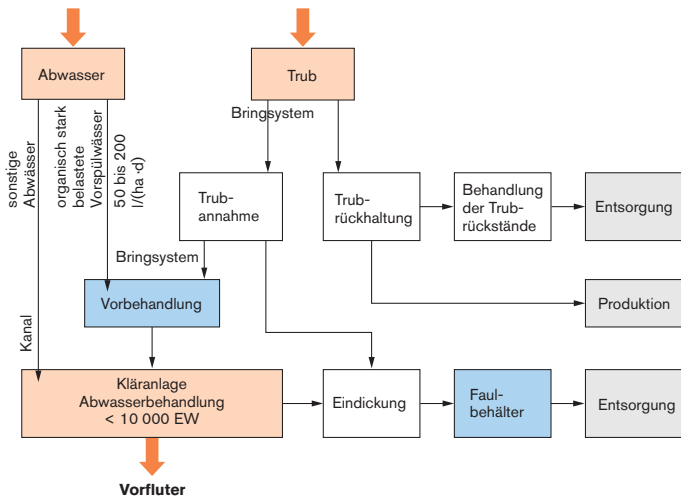 Abwasser
Trub
Bringsystem
sonstige
Abwässer
organisch stark
belastete
Vorspülwässer
50 bis 200
l/(ha ·d)
Trub-
annahme
Trub-
rückhaltung
Behandlung
der Trub-
rückstände
Entsorgung
Bringsystem
Vorbehandlung
Produktion
Kanal
Kläranlage
Abwasserbehandlung
< 10 000 EW
Eindickung
Faul-
behälter
Entsorgung
Vorfluter